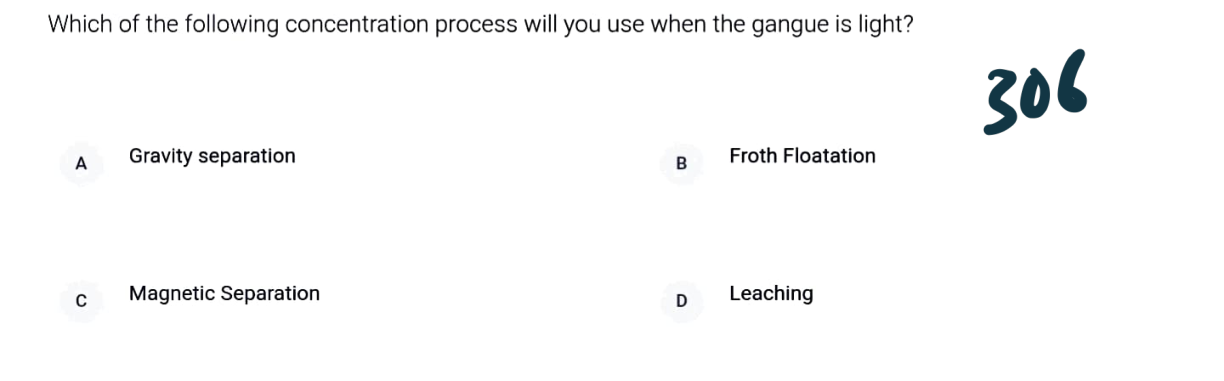 Which of the following concentration process will you use when the gangue is light?
306
A Gravity separation
B Froth Floatation
C Magnetic Separation
D Leaching